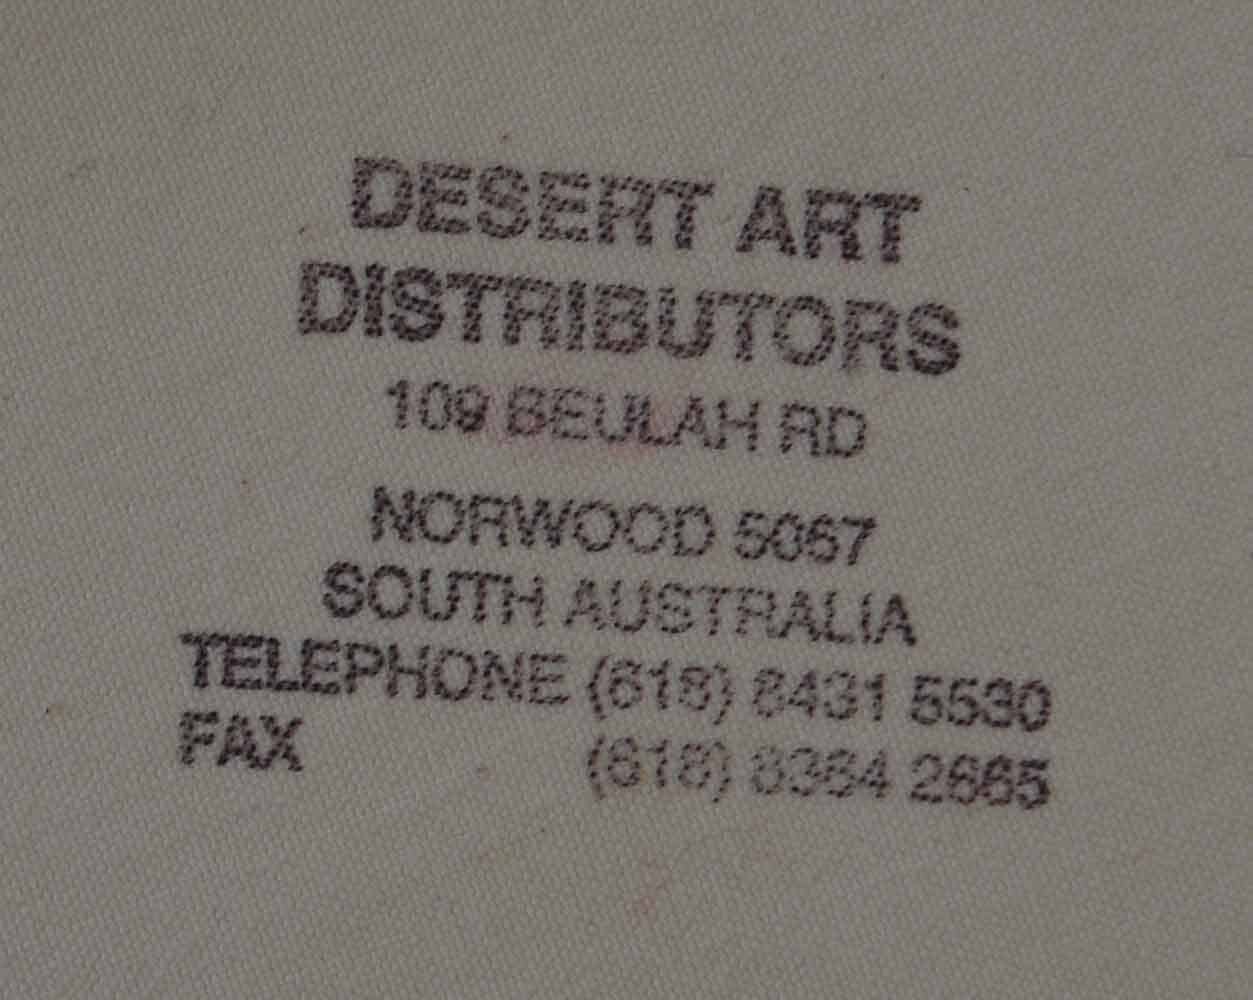 DESERT ART
DISTRIBUTORS
109 BEULAH RD
NORWOOD 5067
SOUTH AUSTRALIA
TELEPHONE (618) 8431 5530
FAX (618) 8364 2665